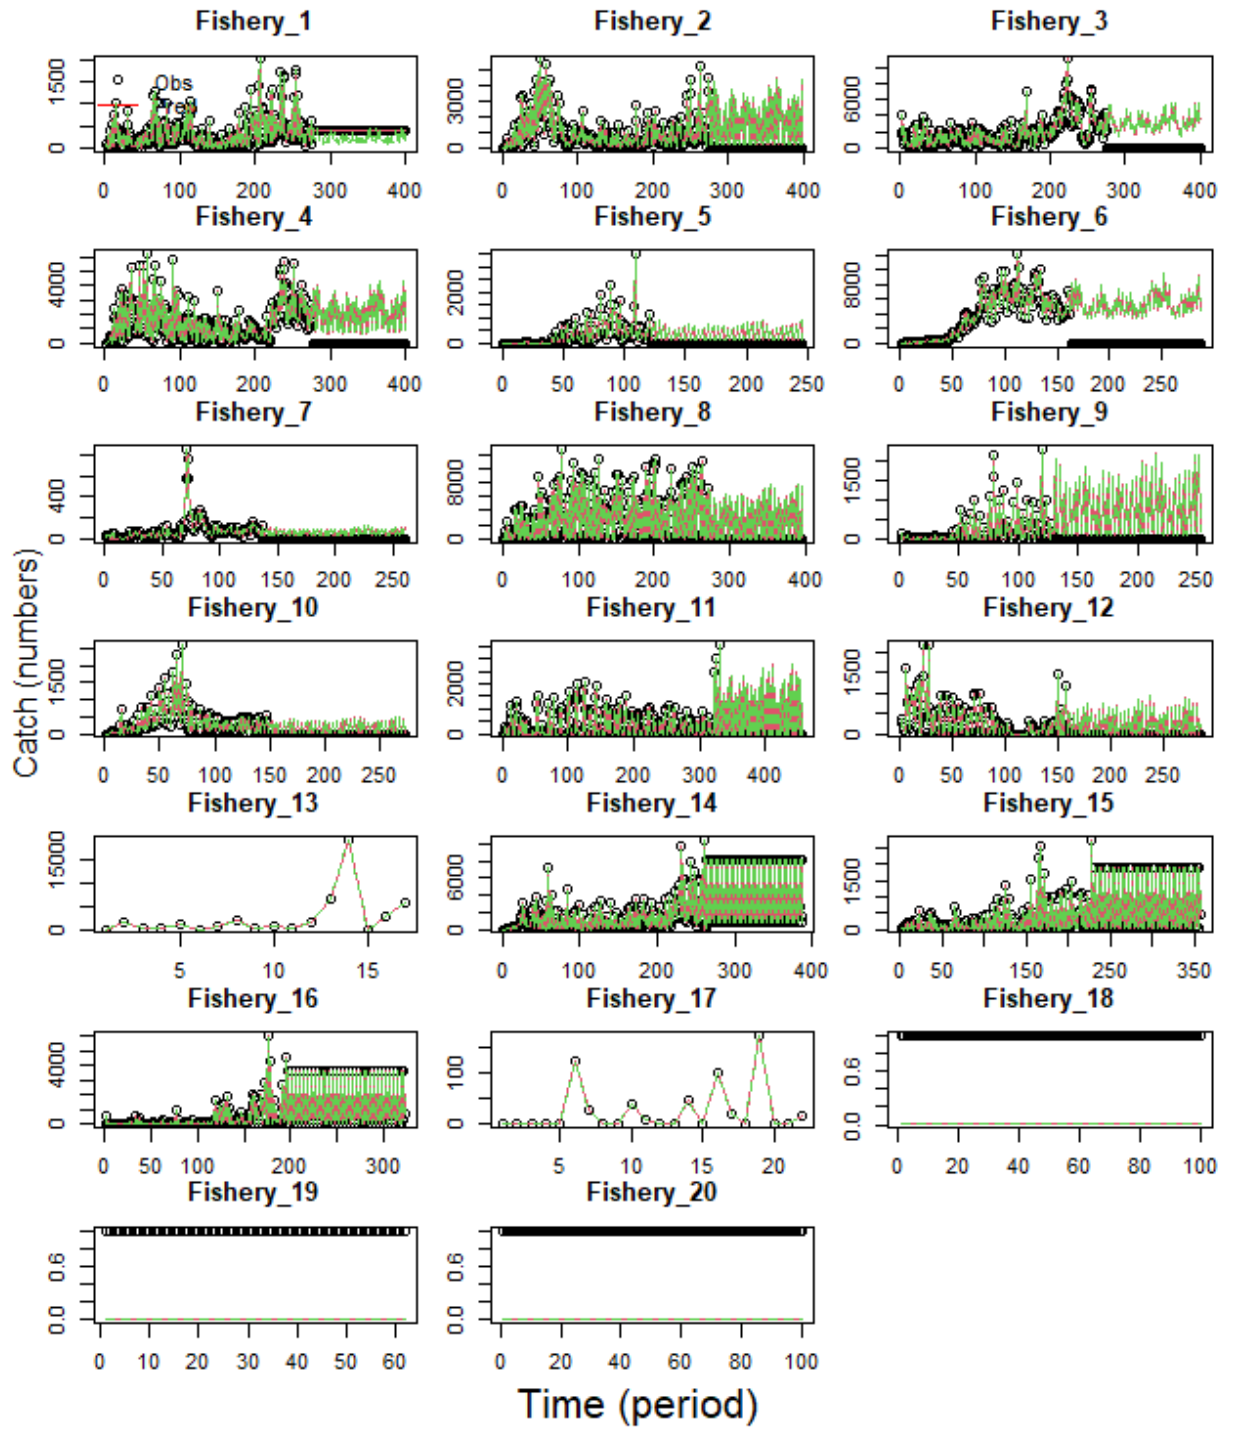 Fishery_1 Fishery_2 Fishery_3
0 1500 0 3000 0 6000
Obs
0 100 200 300 400 0 100 200 300 400 0 100 200 300 400
Fishery_4 Fishery_5 Fishery_6
0 4000 0 2000 0 8000
0 100 200 300 400 0 50 100 150 200 245 0 50 100 150 200 250
Fishery_7 Fishery_8 Fishery_9
0 400 0 8000 0 1500
0 50 100 150 200 250 0 100 200 300 400 0 50 100 150 200 250
Fishery_10 Fishery_11 Fishery_12
0 1500 0 2000 0 1500
0 50 100 150 200 250 0 100 200 300 400 0 50 100 150 200 250
Fishery_13 Fishery_14 Fishery_15
0 15000 0 6000 0 1500
5 10 15 0 100 200 300 400 0 50 150 250 350
Fishery_16 Fishery_17 Fishery_18
0 4000 0 100 0.0 0.6
0 50 100 200 300 5 10 15 20 0 20 40 60 80 100
Fishery_19 Fishery_20
0.0 0.6 0.0 0.6
0 10 20 30 40 50 60 0 20 40 60 80 100
Catch (numbers)
Time (period)